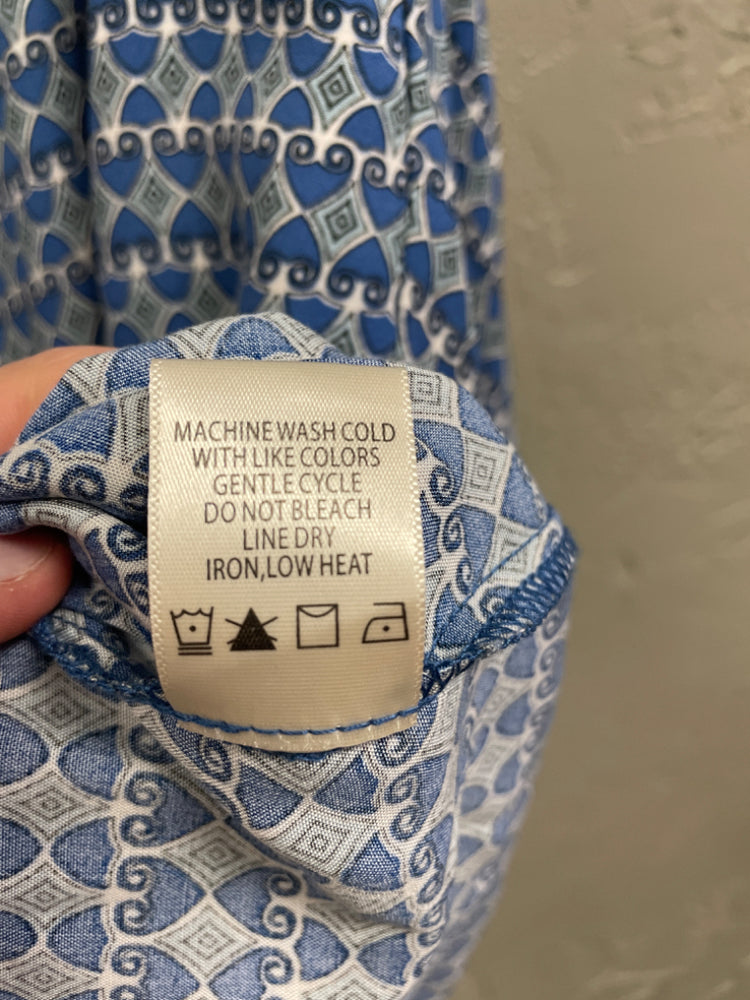 MACHINE WASH COLD
WITH LIKE COLORS
GENTLE CYCLE
DO NOT BLEACH
LINE DRY
IRON,LOW HEAT